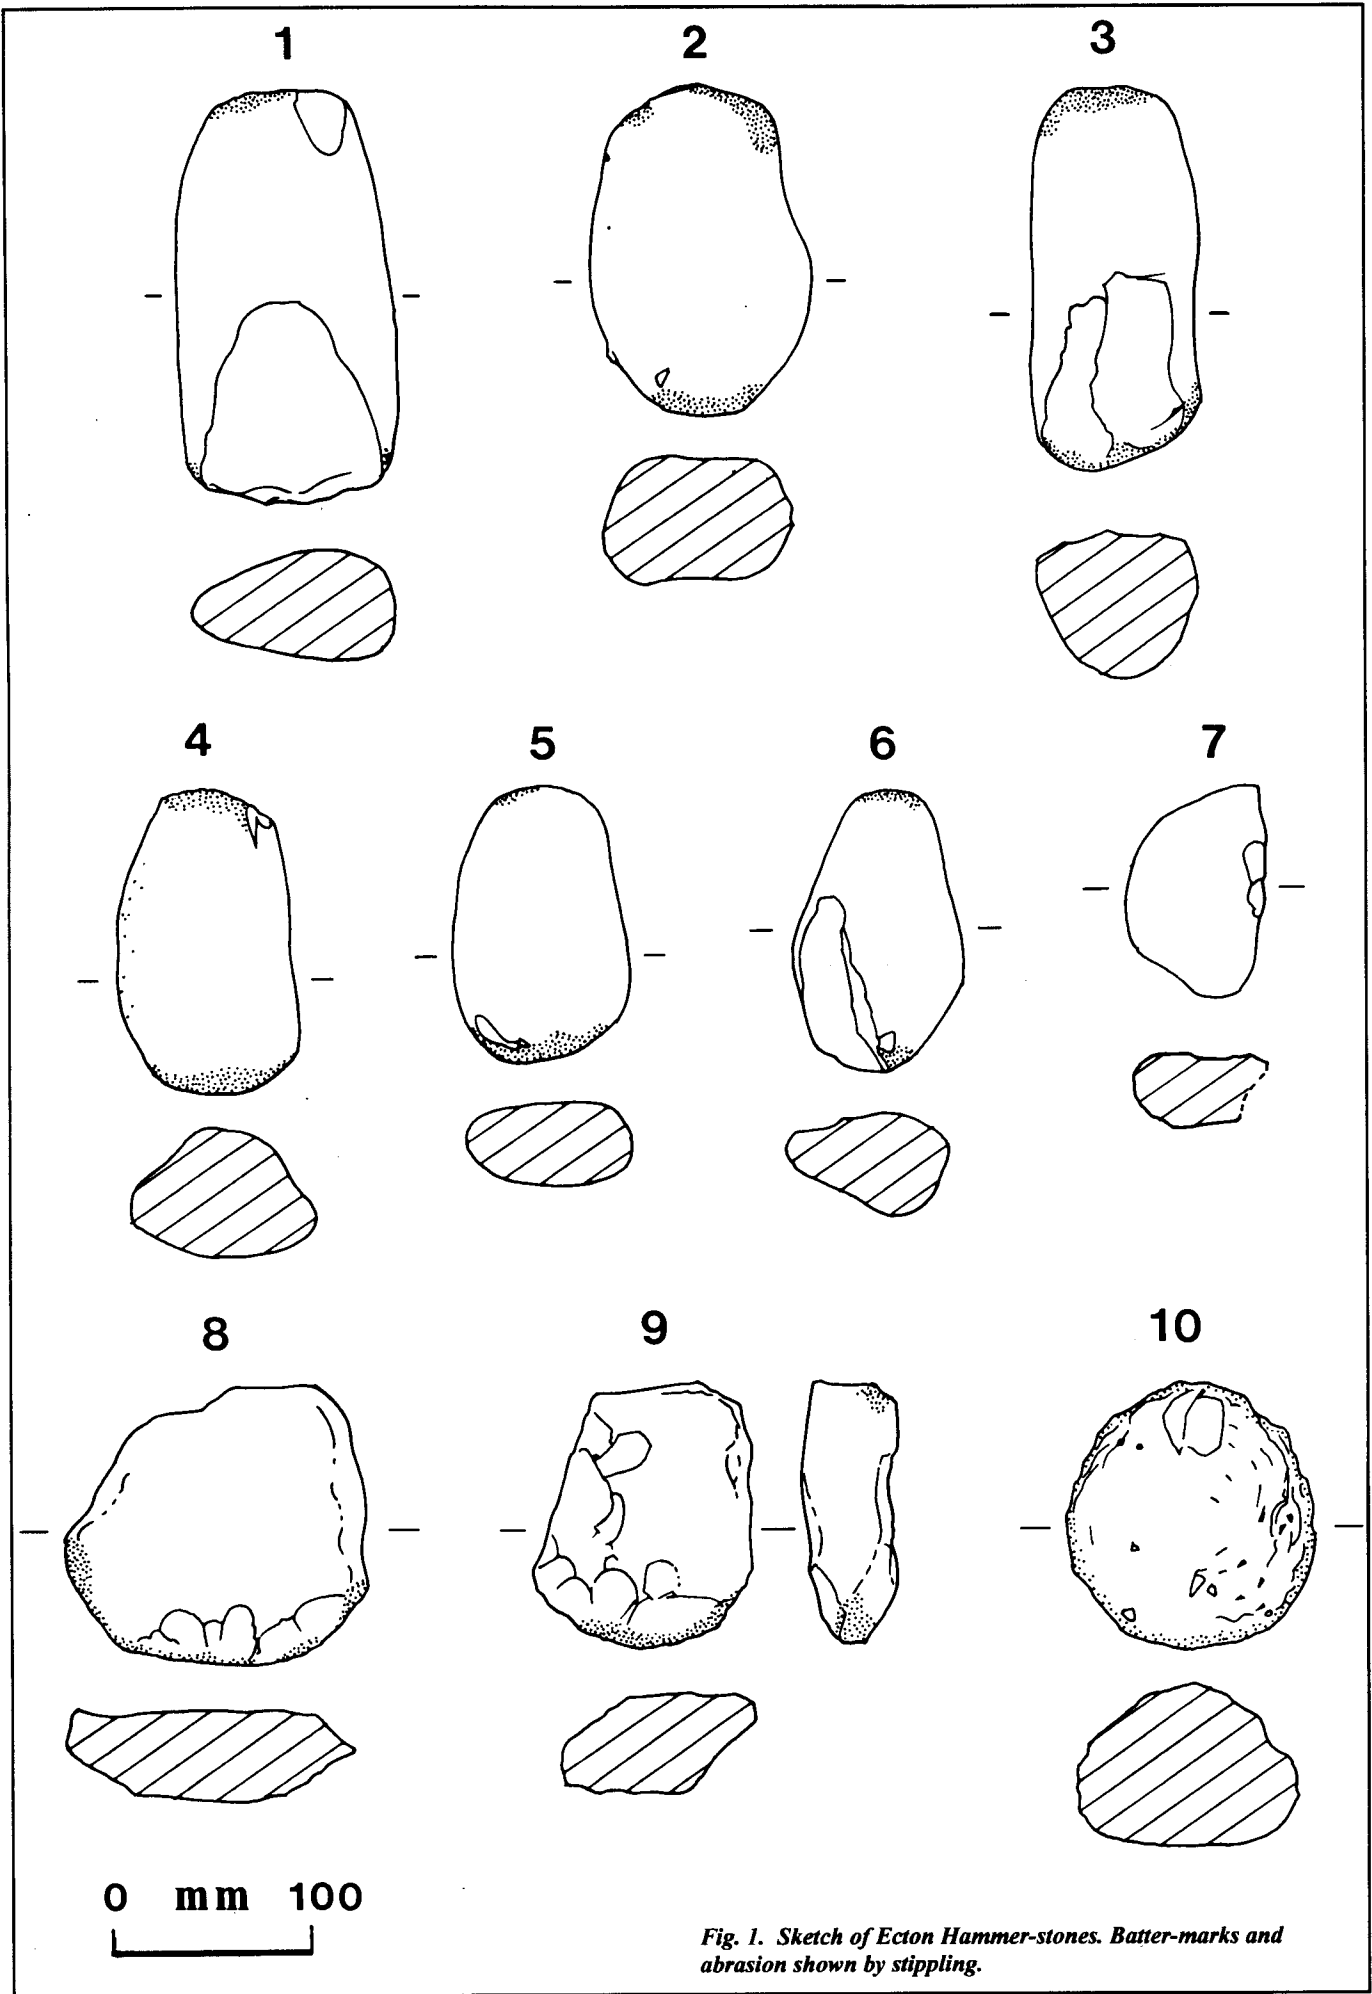 1 2 3
4 5 6 7
8 9 10
0 mm 100
Fig. 1. Sketch of Ecton Hammer-stones. Batter-marks and
abrasion shown by stippling.